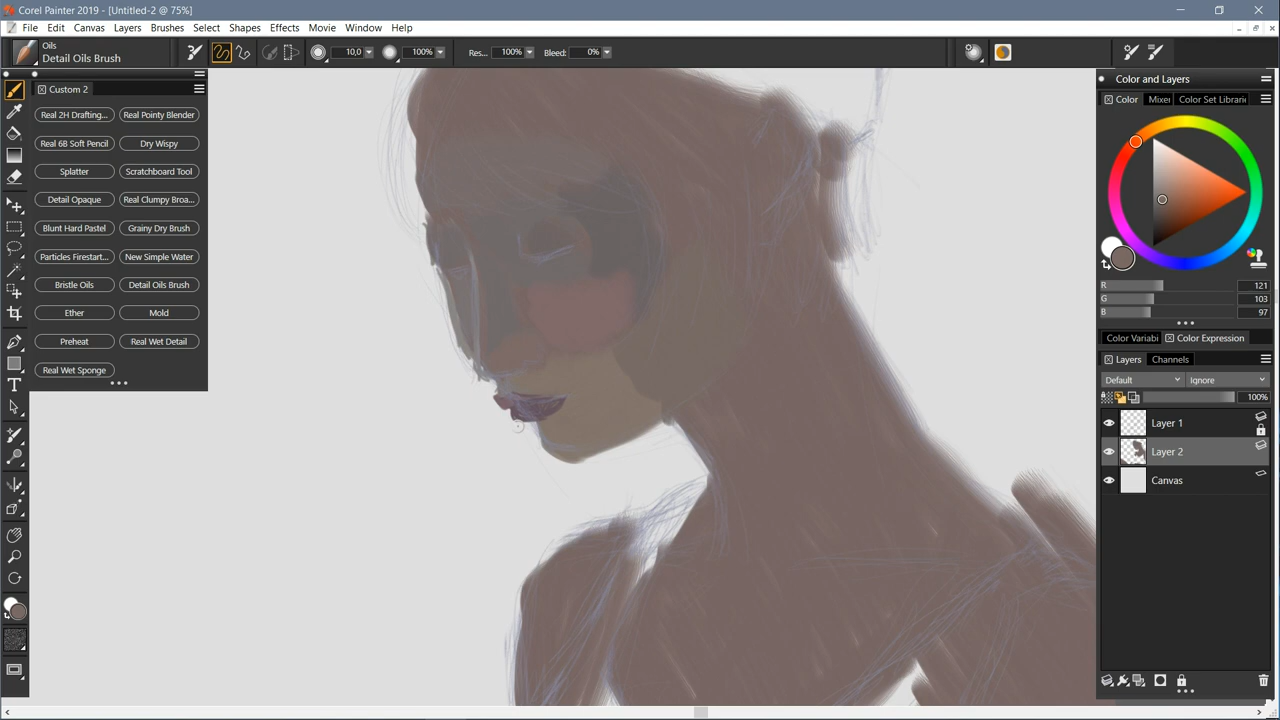 Corel Painter 2019 - [Untitled-2 @ 75%]
File Edit Canvas Layers Brushes Select Shapes Effects Movie Window Help
Oils
Detail Oils Brush
10,0 100% Res... 100% Bleed: 0%
Custom 2
Real 2H Drafting... Real Pointy Blender
Real 6B Soft Pencil Dry Wispy
Splatter Scratchboard Tool
Detail Opaque Real Clumpy Broa...
Blunt Hard Pastel Grainy Dry Brush
Particles Firestart... New Simple Water
Bristle Oils Detail Oils Brush
Ether Mold
Preheat Real Wet Detail
Real Wet Sponge
Color and Layers
Color Mixer Color Set Librari
R 121
G 103
B 97
Color Variabi Color Expression
Layers Channels
Default Ignore
100%
Layer 1
Layer 2
Canvas